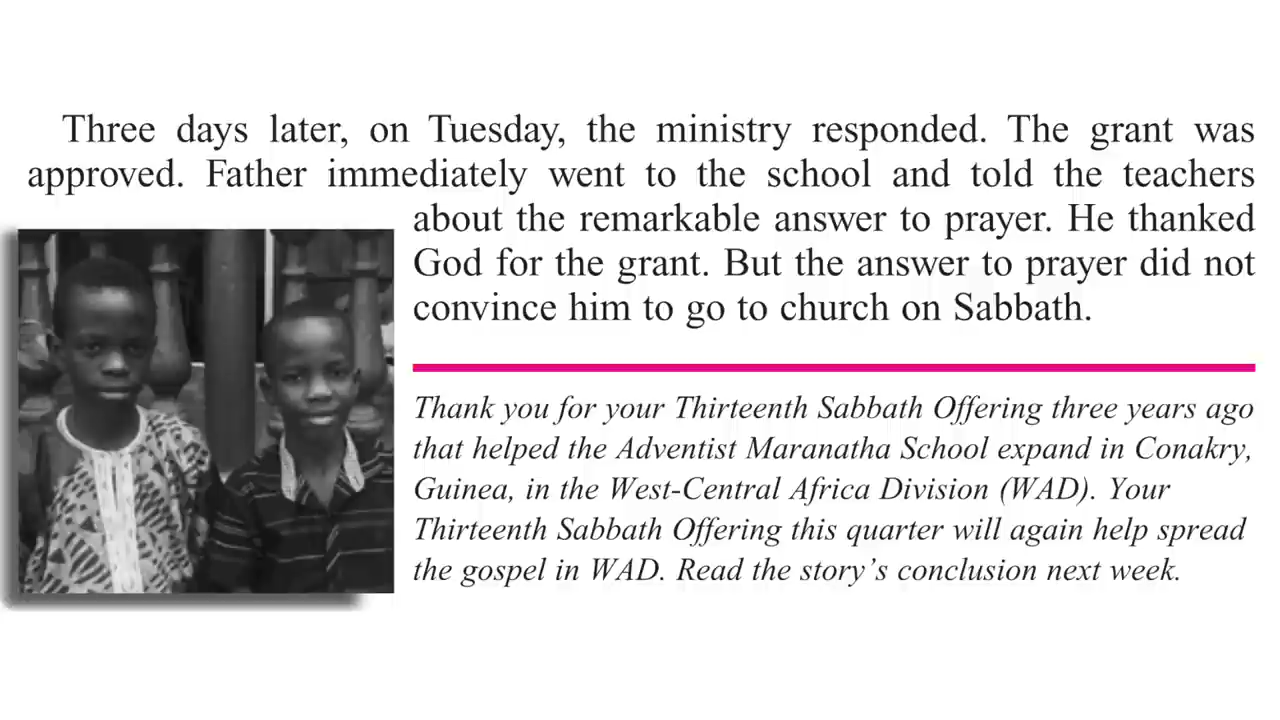 Three days later, on Tuesday, the ministry responded. The grant was
approved. Father immediately went to the school and told the teachers
about the remarkable answer to prayer. He thanked
God for the grant. But the answer to prayer did not
convince him to go to church on Sabbath.
Thank you for your Thirteenth Sabbath Offering three years ago
that helped the Adventist Maranatha School expand in Conakry,
Guinea, in the West-Central Africa Division (WAD). Your
Thirteenth Sabbath Offering this quarter will again help spread
the gospel in WAD. Read the story’s conclusion next week.